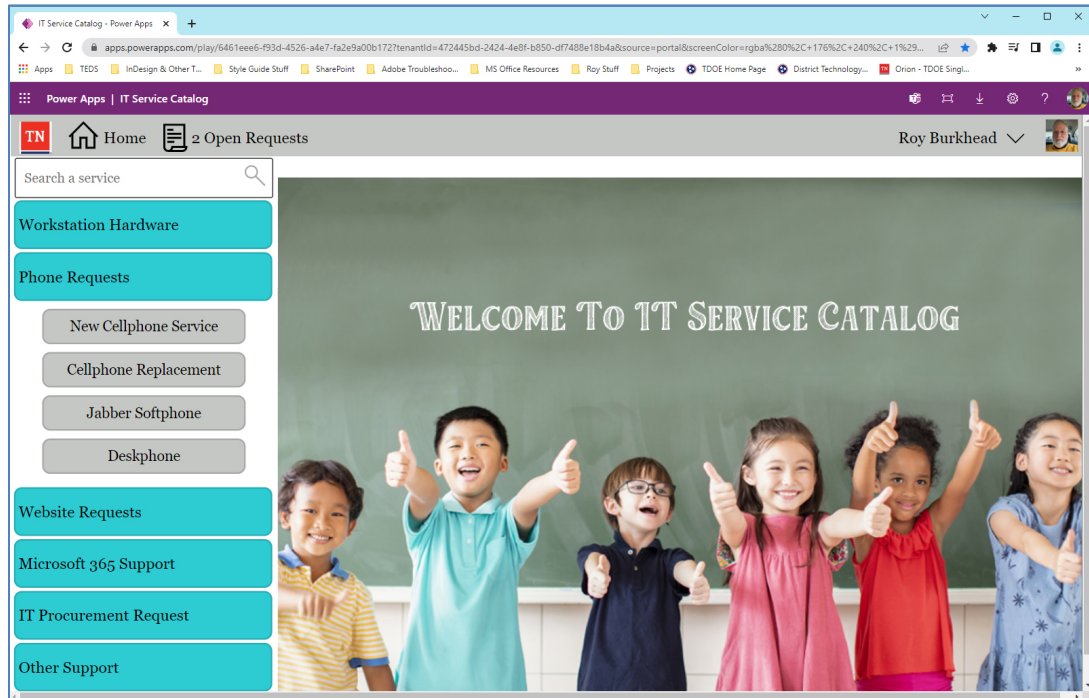 IT Service Catalog - Power Apps
apps.powerapps.com/play/6461eee6-f93d-4526-a4e7-fa2e9a00b172?tenantId=472445bd-2424-4e8f-b850-df7488e18b4a&source=portal&screenColor=rgba%280%2C+176%2C+240%2C+1%29...
Apps TEDS InDesign & Other T... Style Guide Stuff SharePoint Adobe Troubleshoo... MS Office Resources Roy Stuff Projects TDOE Home Page District Technology... Orion - TDOE Singl... »
Power Apps | IT Service Catalog ?
TN Home 2 Open Requests Roy Burkhead
Search a service
Workstation Hardware
Phone Requests
New Cellphone Service
Cellphone Replacement
Jabber Softphone
Deskphone
Website Requests
Microsoft 365 Support
IT Procurement Request
Other Support
Welcome To IT Service Catalog